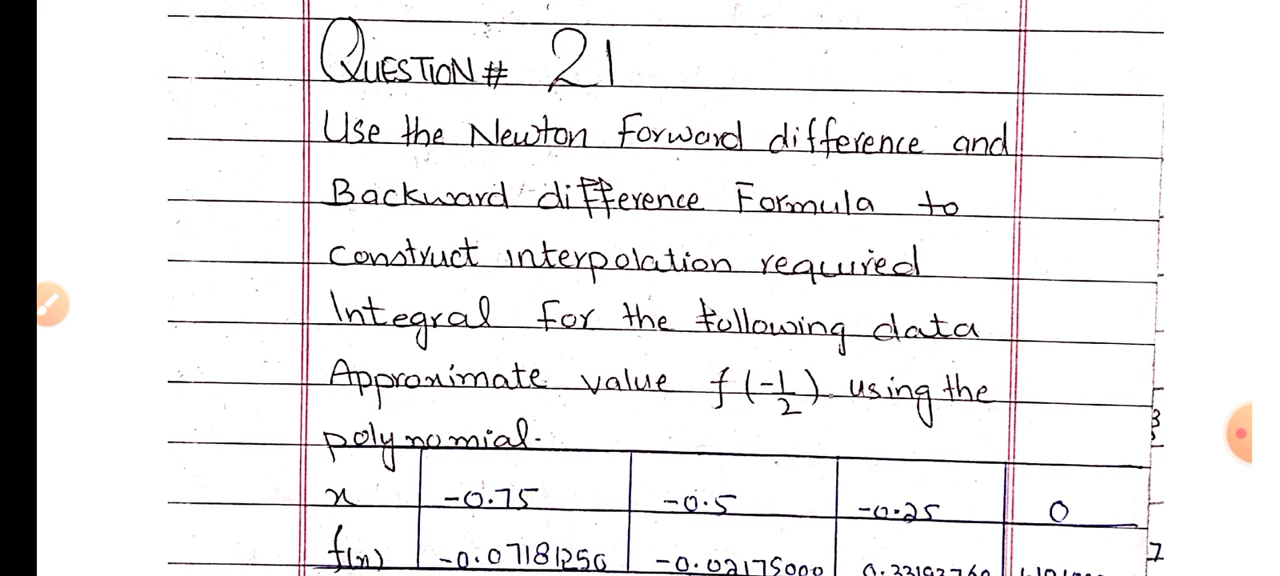 QUESTION # 21
Use the Newton Forward difference and
Backward difference Formula to
construct interpolation required
Integral for the following data
Approximate value f(-1/2) using the
polynomial.
x -0.75 -0.5 -0.25 0
f(x) -0.07181250 -0.02175000